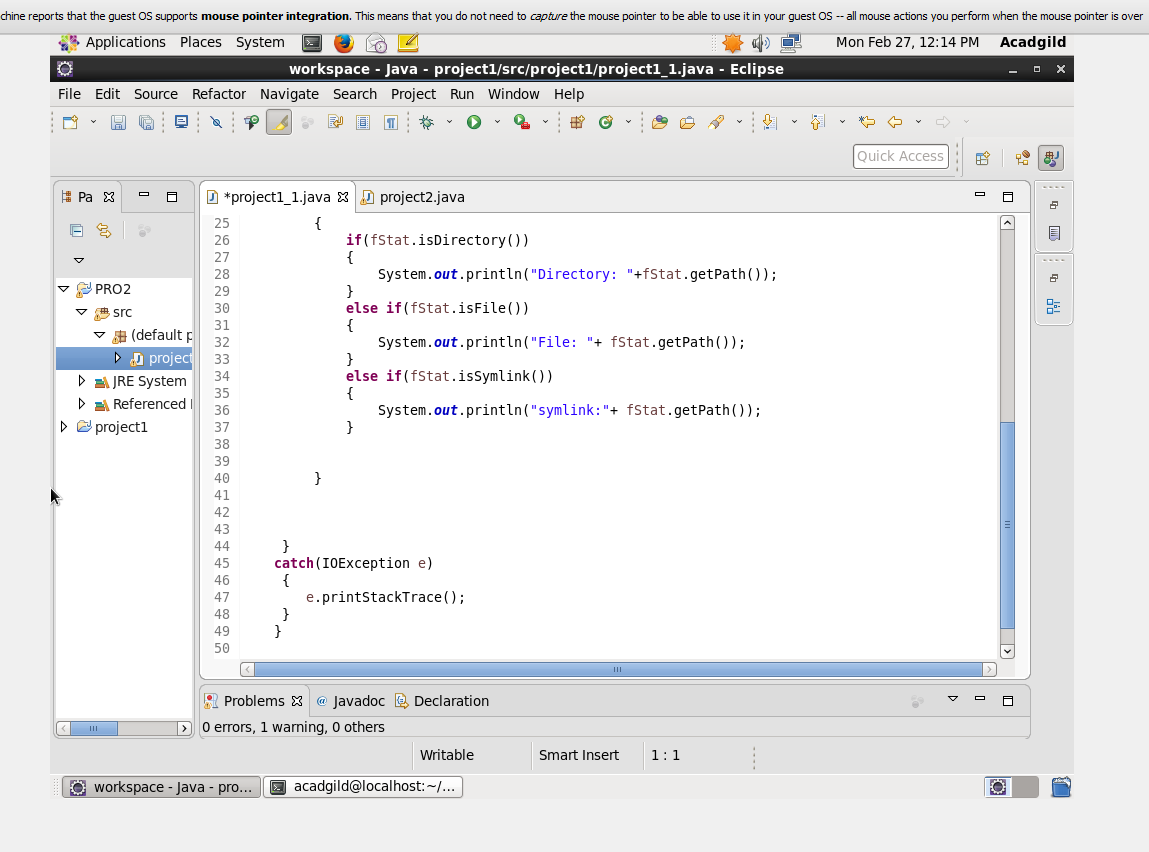 chine reports that the guest OS supports mouse pointer integration. This means that you do not need to capture the mouse pointer to be able to use it in your guest OS -- all mouse actions you perform when the mouse pointer is over
Applications Places System Mon Feb 27, 12:14 PM Acadgild
workspace - Java - project1/src/project1/project1_1.java - Eclipse
File Edit Source Refactor Navigate Search Project Run Window Help
Quick Access
Pa
*project1_1.java project2.java
PRO2
src
(default p
project
JRE System
Referenced
project1
25 {
26 if(fStat.isDirectory())
27 {
28 System.out.println("Directory: "+fStat.getPath());
29 }
30 else if(fStat.isFile())
31 {
32 System.out.println("File: "+ fStat.getPath());
33 }
34 else if(fStat.isSymlink())
35 {
36 System.out.println("symlink:"+ fStat.getPath());
37 }
38
39
40 }
41
42
43
44 }
45 catch(IOException e)
46 {
47 e.printStackTrace();
48 }
49 }
50
Problems @ Javadoc Declaration
0 errors, 1 warning, 0 others
Writable Smart Insert 1 : 1
workspace - Java - pro... acadgild@localhost:~/...